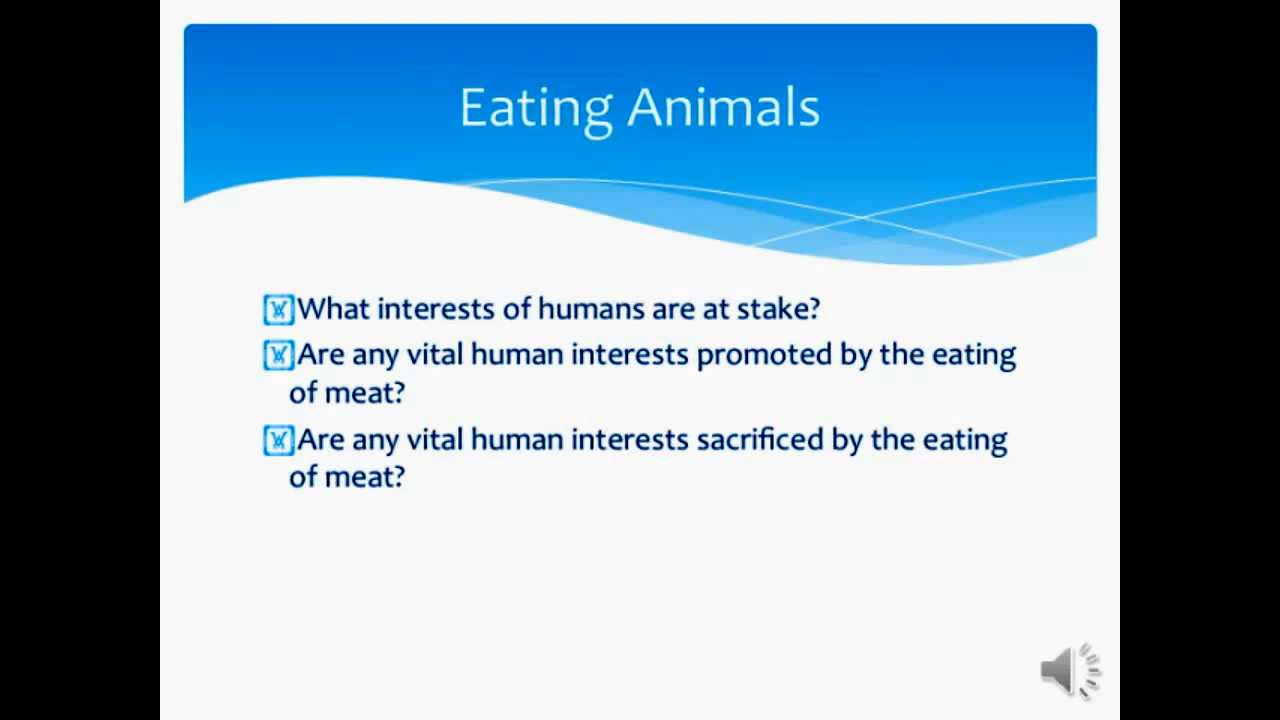 Eating Animals
What interests of humans are at stake?
Are any vital human interests promoted by the eating
of meat?
Are any vital human interests sacrificed by the eating
of meat?